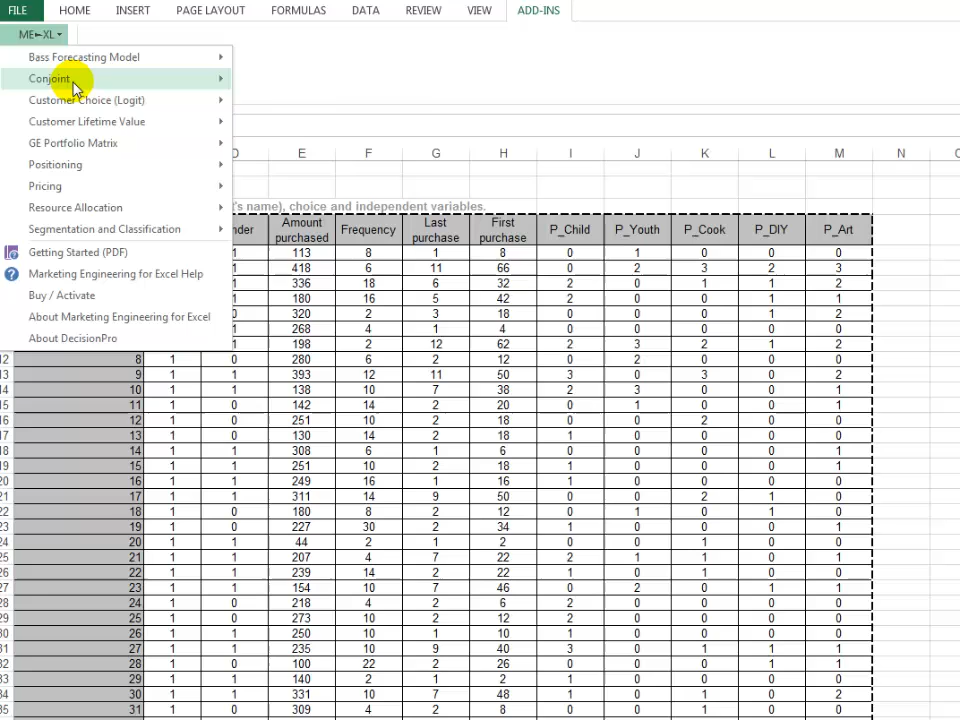 FILE HOME INSERT PAGE LAYOUT FORMULAS DATA REVIEW VIEW ADD-INS
ME►XL
Bass Forecasting Model
Conjoint
Customer Choice (Logit)
Customer Lifetime Value
GE Portfolio Matrix
Positioning
Pricing
Resource Allocation
Segmentation and Classification
Getting Started (PDF)
Marketing Engineering for Excel Help
Buy / Activate
About Marketing Engineering for Excel
About DecisionPro
E F G H I J K L M N
t's name), choice and independent variables.
nder Amount purchased Frequency Last purchase First purchase P_Child P_Youth P_Cook P_DIY P_Art
1 113 8 1 8 0 1 0 0 0
1 418 6 11 66 0 2 3 2 3
1 336 18 6 32 2 0 1 1 2
1 180 16 5 42 2 0 0 1 1
0 320 2 3 18 0 0 0 1 2
1 268 4 1 4 0 0 0 0 0
1 198 2 12 62 2 3 2 1 2
12 8 1 0 280 6 2 12 0 2 0 0 0
13 9 1 1 393 12 11 50 3 0 3 0 2
14 10 1 1 138 10 7 38 2 3 0 0 1
15 11 1 0 142 14 2 20 0 1 0 0 0
16 12 1 0 251 10 2 18 0 0 2 0 0
17 13 1 0 130 14 2 18 1 0 0 0 0
18 14 1 1 308 6 1 6 0 0 0 0 1
19 15 1 1 251 10 2 18 1 0 0 0 1
20 16 1 1 249 16 1 16 1 0 0 0 0
21 17 1 1 311 14 9 50 0 0 2 1 0
22 18 1 0 180 8 2 12 0 1 0 1 0
23 19 1 0 227 30 2 34 1 0 0 0 1
24 20 1 1 44 2 1 2 0 0 1 0 0
25 21 1 1 207 4 7 22 2 1 1 0 1
26 22 1 1 239 14 2 22 1 0 1 0 0
27 23 1 1 154 10 7 46 0 2 0 1 1
28 24 1 0 218 4 2 6 2 0 0 0 0
29 25 1 0 273 10 2 12 2 0 0 0 0
30 26 1 1 250 10 1 10 1 0 0 0 0
31 27 1 1 235 10 9 40 3 0 1 1 1
32 28 1 0 100 22 2 26 0 0 0 1 1
33 29 1 0 140 2 1 2 1 0 0 0 0
34 30 1 1 331 10 7 48 1 0 1 0 2
35 31 1 0 309 4 2 8 0 0 1 0 0